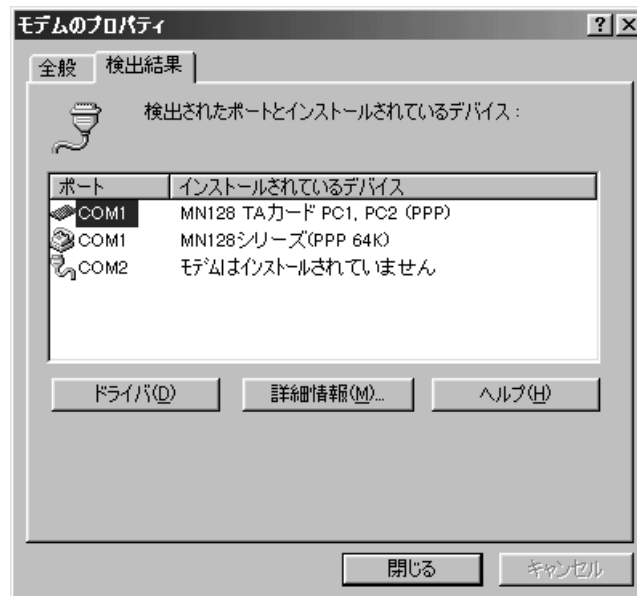 モデムのプロパティ
? ×
全般 検出結果
検出されたポートとインストールされているデバイス:
ポート インストールされているデバイス
COM1 MN128 TAカード PC1, PC2 (PPP)
COM1 MN128シリーズ(PPP 64K)
COM2 ﾓﾃﾞﾑはｲﾝｽﾄｰﾙされていません
ドライバ(D) 詳細情報(M)... ヘルプ(H)
閉じる キャンセル